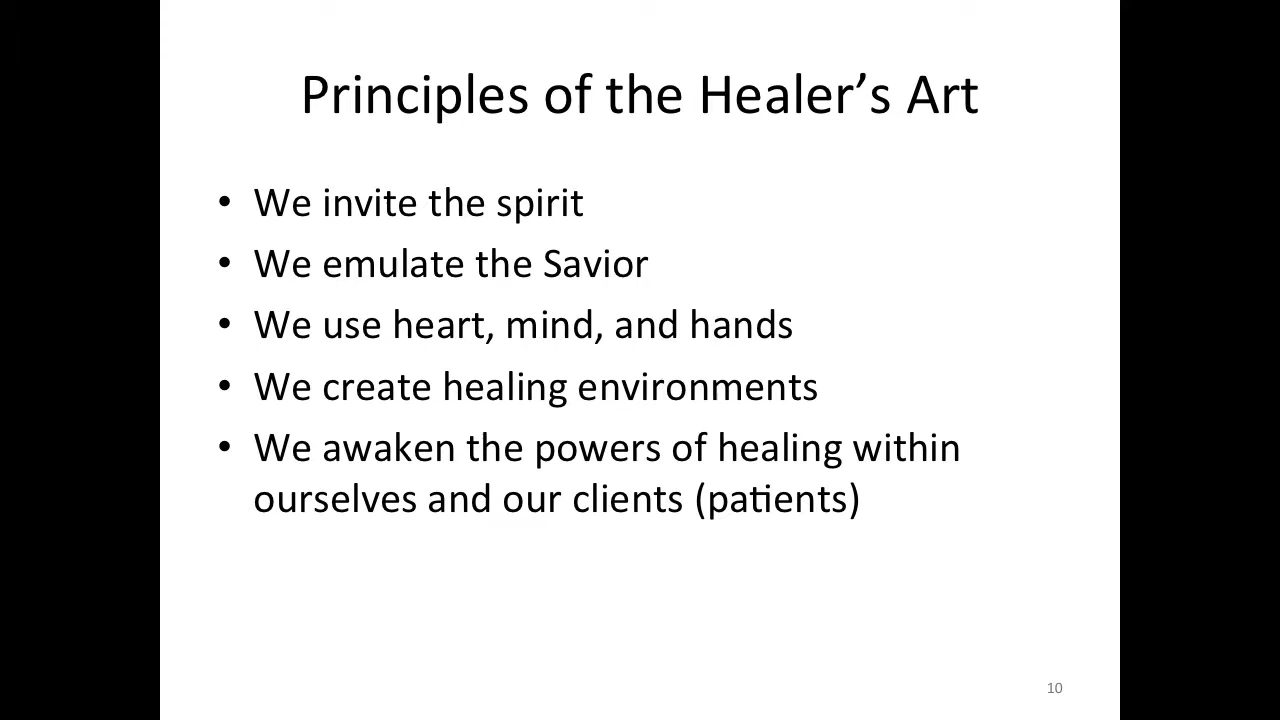 Principles of the Healer’s Art
• We invite the spirit
• We emulate the Savior
• We use heart, mind, and hands
• We create healing environments
• We awaken the powers of healing within
ourselves and our clients (patients)
10